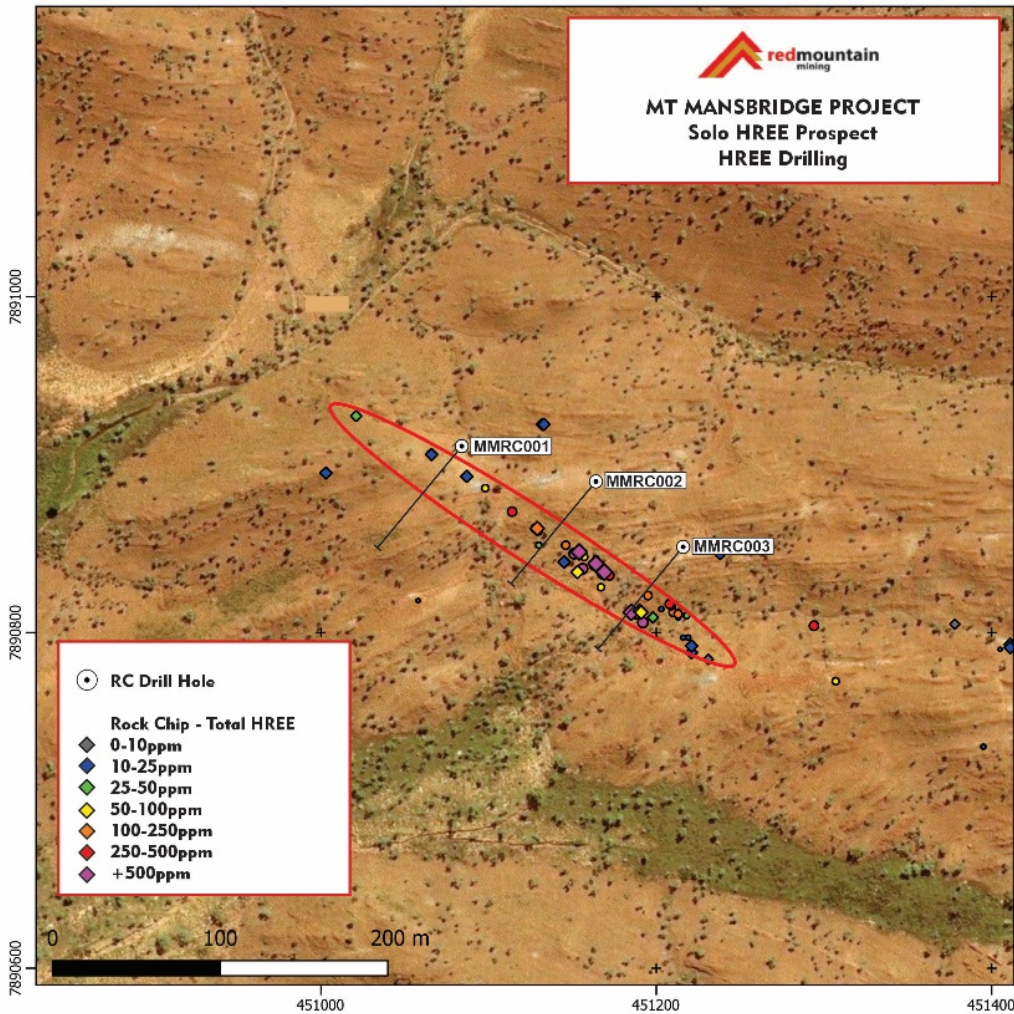 redmountain
mining
MT MANSBRIDGE PROJECT
Solo HREE Prospect
HREE Drilling
7891000
MMRC001
MMRC002
MMRC003
7890800
RC Drill Hole
Rock Chip - Total HREE
0-10ppm
10-25ppm
25-50ppm
50-100ppm
100-250ppm
250-500ppm
+500ppm
0 100 200 m
7890600
451000 451200 451400